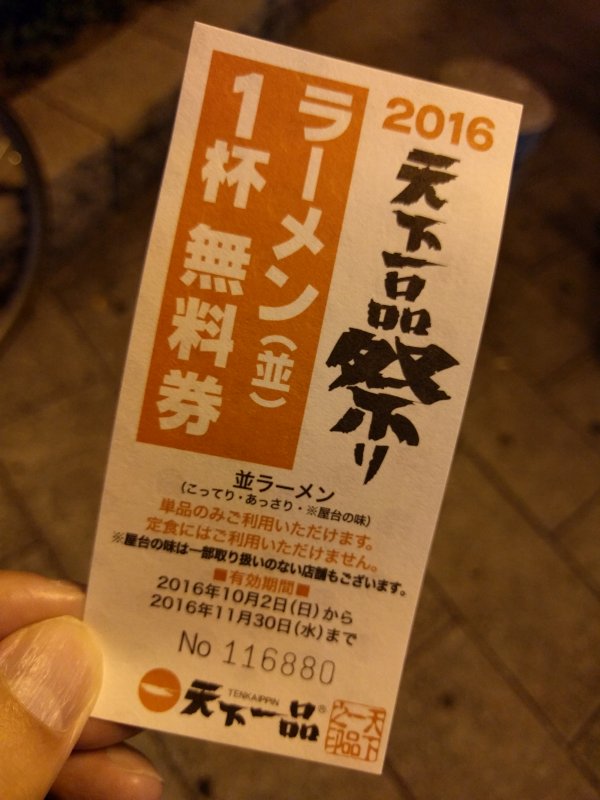 2016
天下一品祭り
ラーメン(並)
1杯 無料券
並ラーメン
(こってり・あっさり・※屋台の味)
単品のみご利用いただけます。
定食にはご利用いただけません。
※屋台の味は一部取り扱いのない店舗もございます。
■有効期間■
2016年10月2日(日)から
2016年11月30日(水)まで
No 116880
TENKAIPPIN
天下一品®
天下一品之印